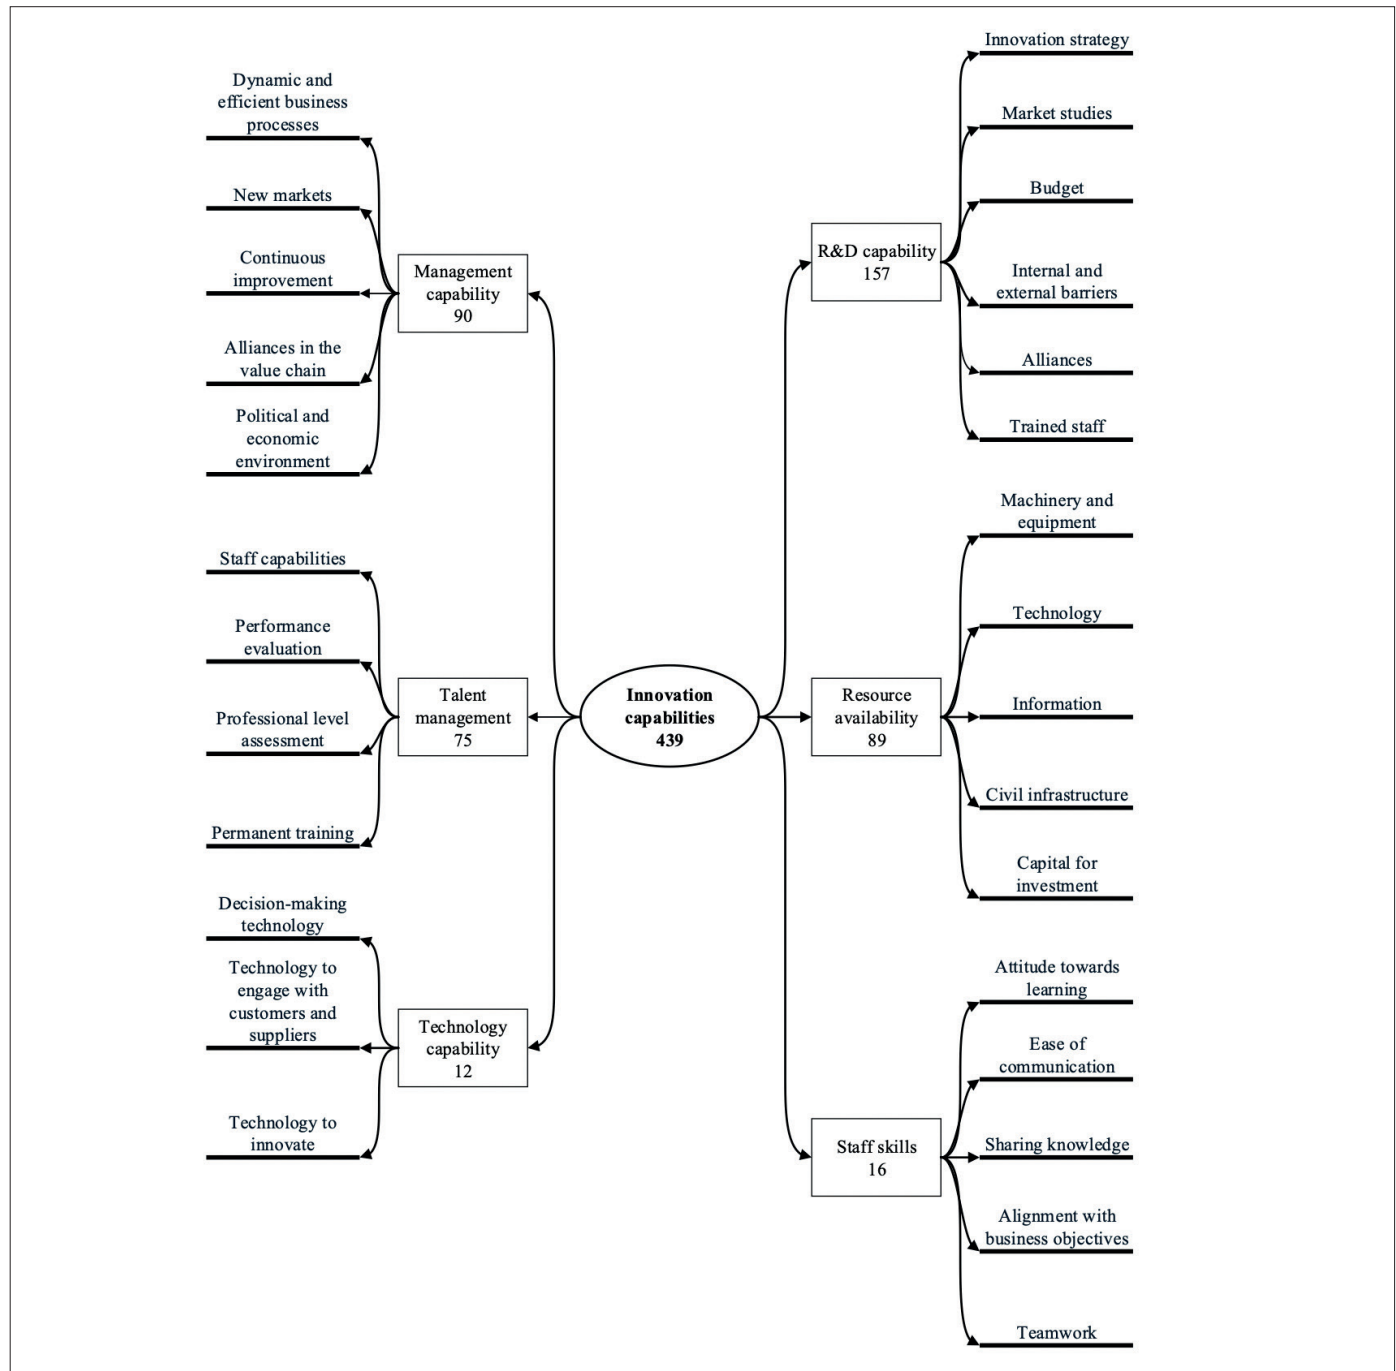 Dynamic and
efficient business
processes
New markets
Continuous
improvement
Alliances in the
value chain
Political and
economic
environment
Management
capability
90
Staff capabilities
Performance
evaluation
Professional level
assessment
Permanent training
Talent
management
75
Decision-making
technology
Technology to
engage with
customers and
suppliers
Technology to
innovate
Technology
capability
12
Innovation
capabilities
439
R&D capability
157
Innovation strategy
Market studies
Budget
Internal and
external barriers
Alliances
Trained staff
Resource
availability
89
Machinery and
equipment
Technology
Information
Civil infrastructure
Capital for
investment
Staff skills
16
Attitude towards
learning
Ease of
communication
Sharing knowledge
Alignment with
business objectives
Teamwork